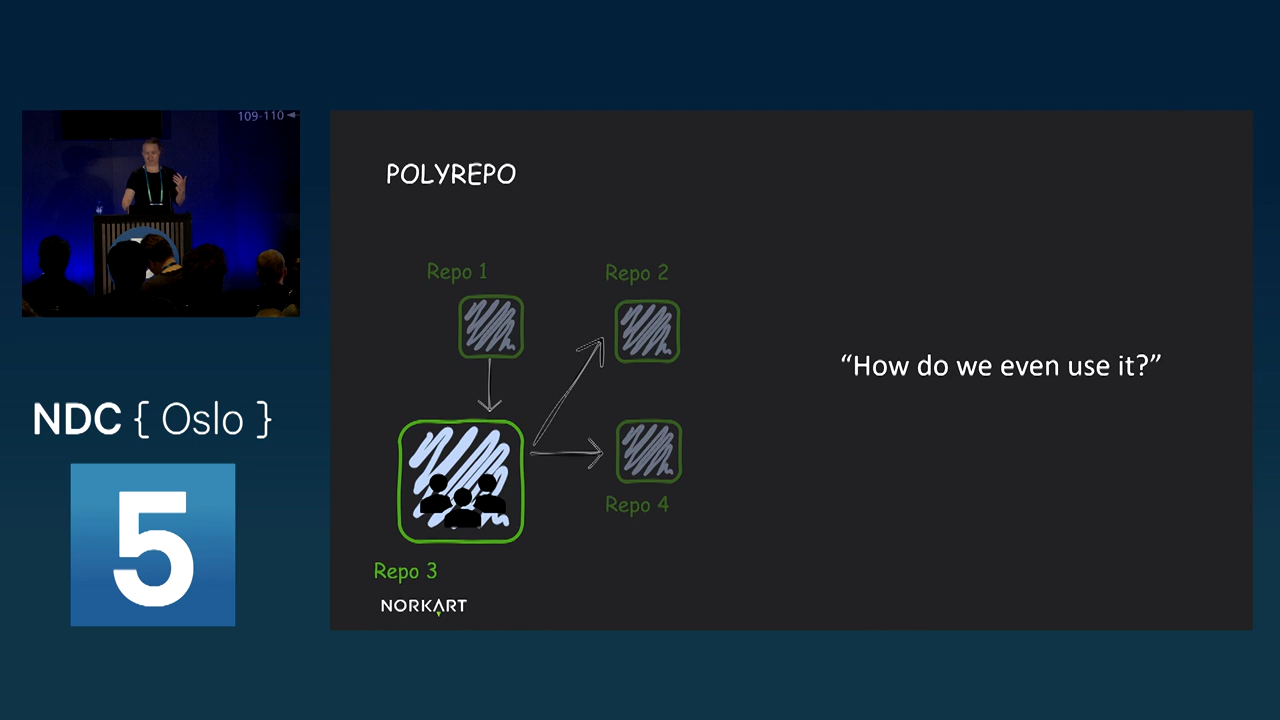 109-110
POLYREPO
Repo 1
Repo 2
“How do we even use it?”
NDC { Oslo }
5
Repo 4
Repo 3
NORKART